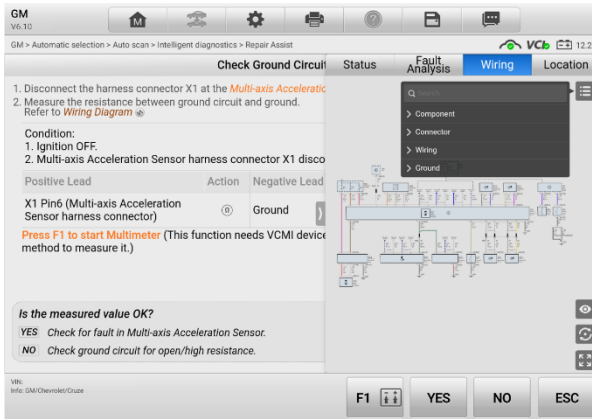 GM
V6.10
GM > Automatic selection > Auto scan > Intelligent diagnostics > Repair Assist
VCI
12.2
Check Ground Circuit
Status
Fault Analysis
Wiring
Location
1. Disconnect the harness connector X1 at the Multi-axis Acceleratio
2. Measure the resistance between ground circuit and ground.
Refer to Wiring Diagram
Condition:
1. Ignition OFF.
2. Multi-axis Acceleration Sensor harness connector X1 disco
Positive Lead Action Negative Lead
X1 Pin6 (Multi-axis Acceleration
Sensor harness connector)
Ω
Ground
Press F1 to start Multimeter (This function needs VCMI device
method to measure it.)
Search
> Component
> Connector
> Wiring
> Ground
Is the measured value OK?
YES Check for fault in Multi-axis Acceleration Sensor.
NO Check ground circuit for open/high resistance.
VIN:
Info: GM/Chevrolet/Cruze
F1
YES
NO
ESC